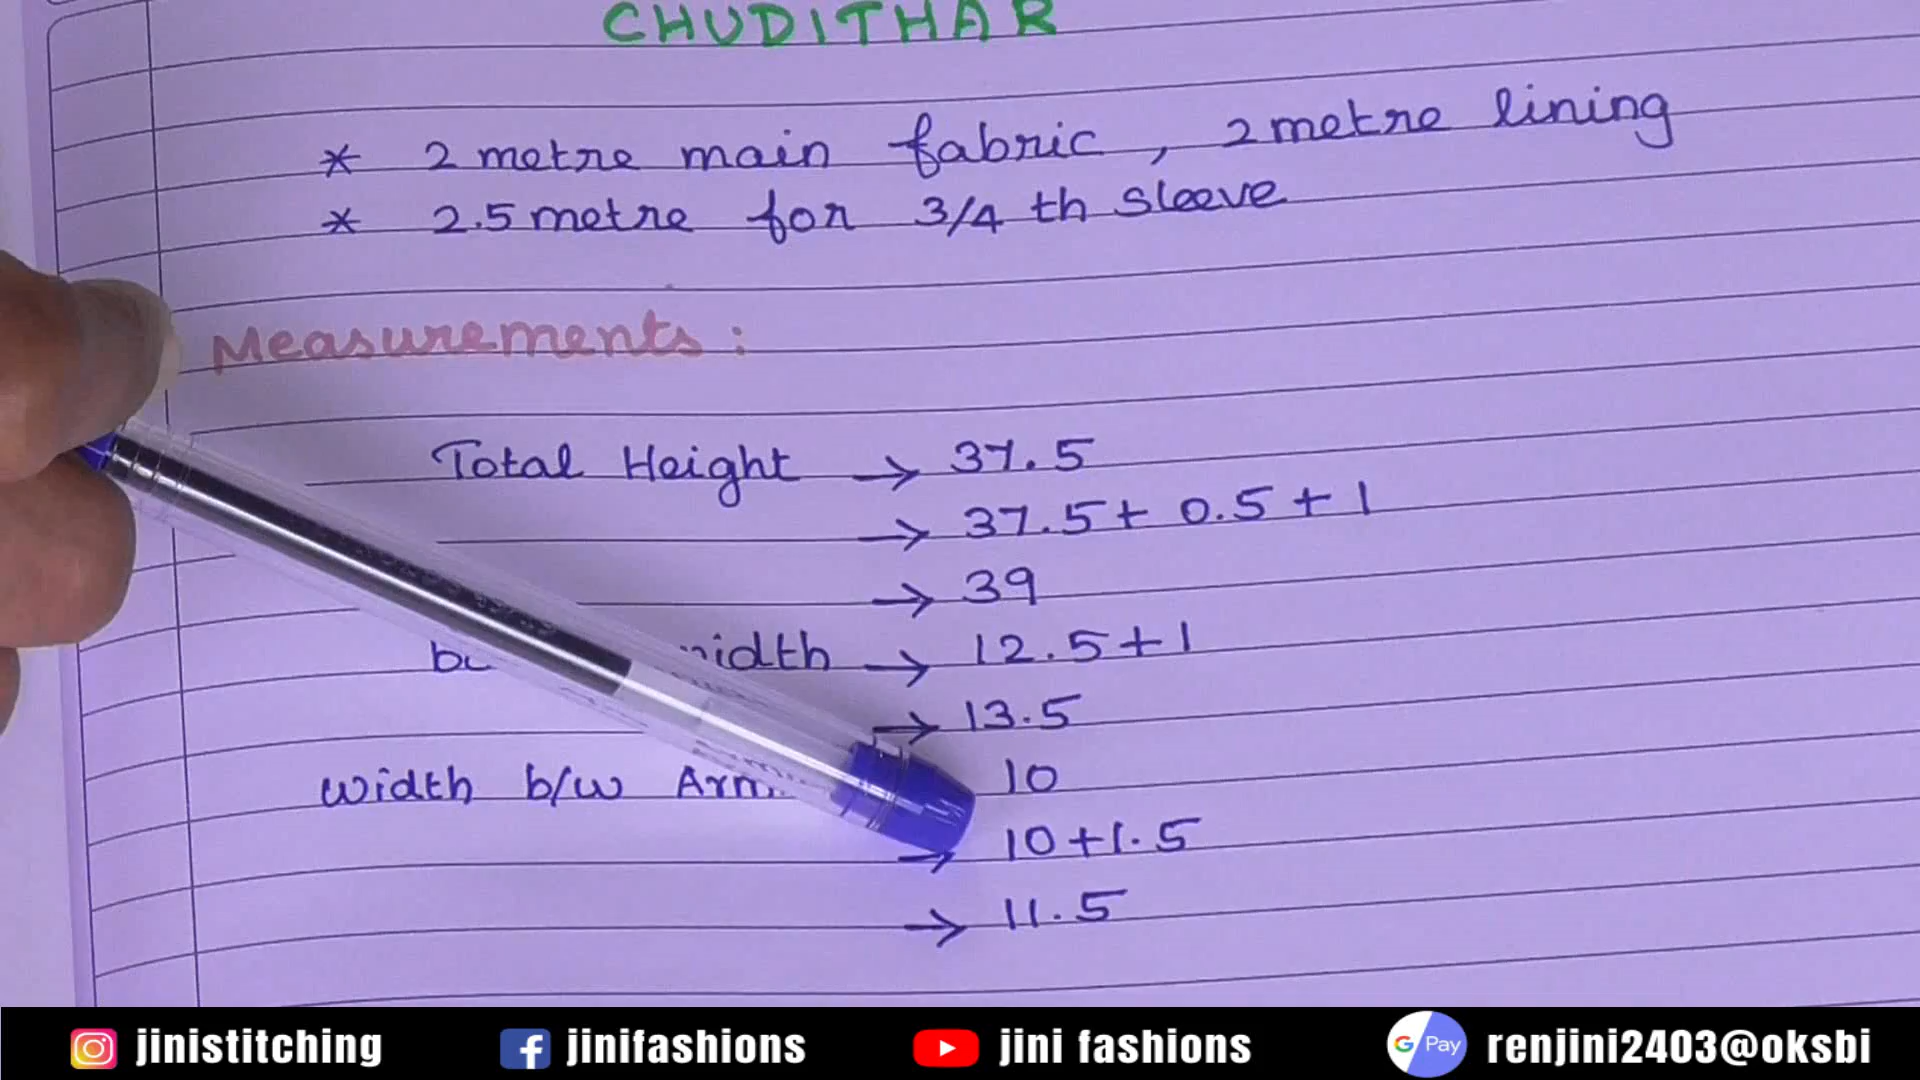 CHUDITHAR
* 2 metre main fabric, 2 metre lining
* 2.5 metre for 3/4 th sleeve
Measurements:
Total Height → 37.5
→ 37.5 + 0.5 + 1
→ 39
width → 12.5 + 1
→ 13.5
Width b/w 10
→ 10 + 1.5
→ 11.5
jinistitching jinifashions jini fashions G Pay renjini2403@oksbi